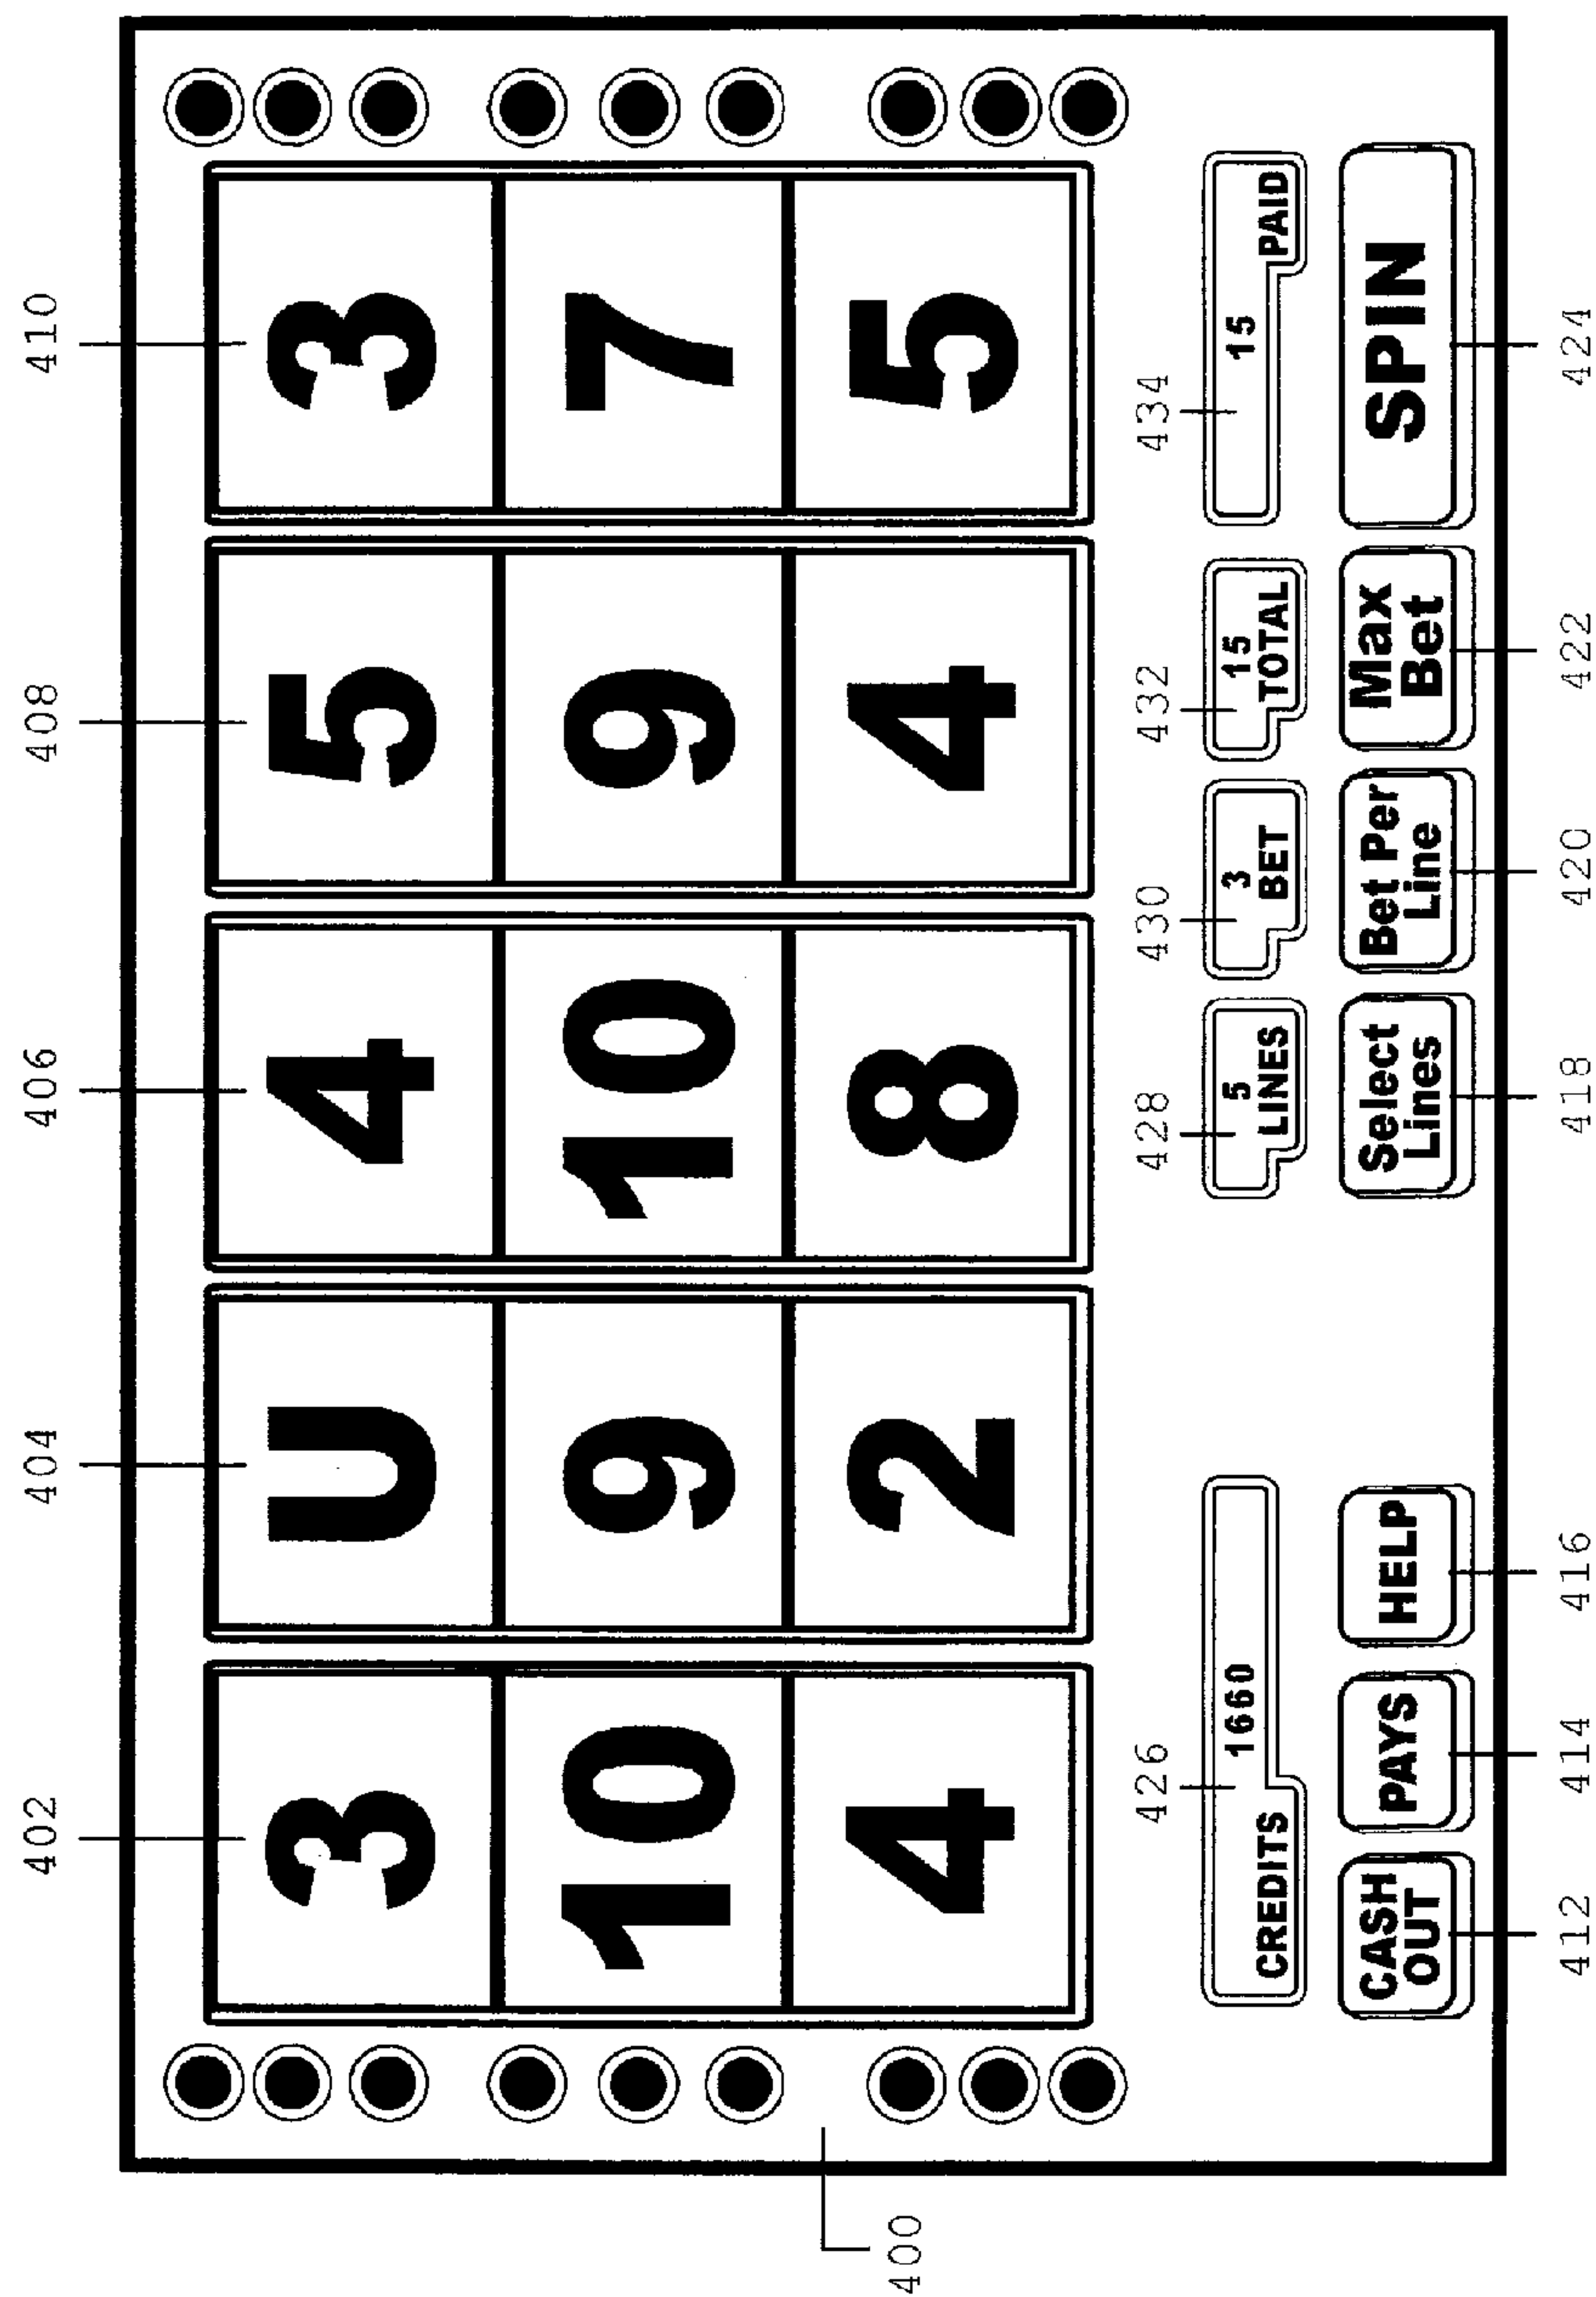 402 404 406 408 410
3 U 4 5 3
10 9 10 9 7
4 2 8 4 5
426 428 430 432 434
1660 5 3 15 15
CREDITS LINES BET TOTAL PAID
CASH OUT PAYS HELP Select Lines Bet Per Line Max Bet SPIN
412 414 416 418 420 422 424
400